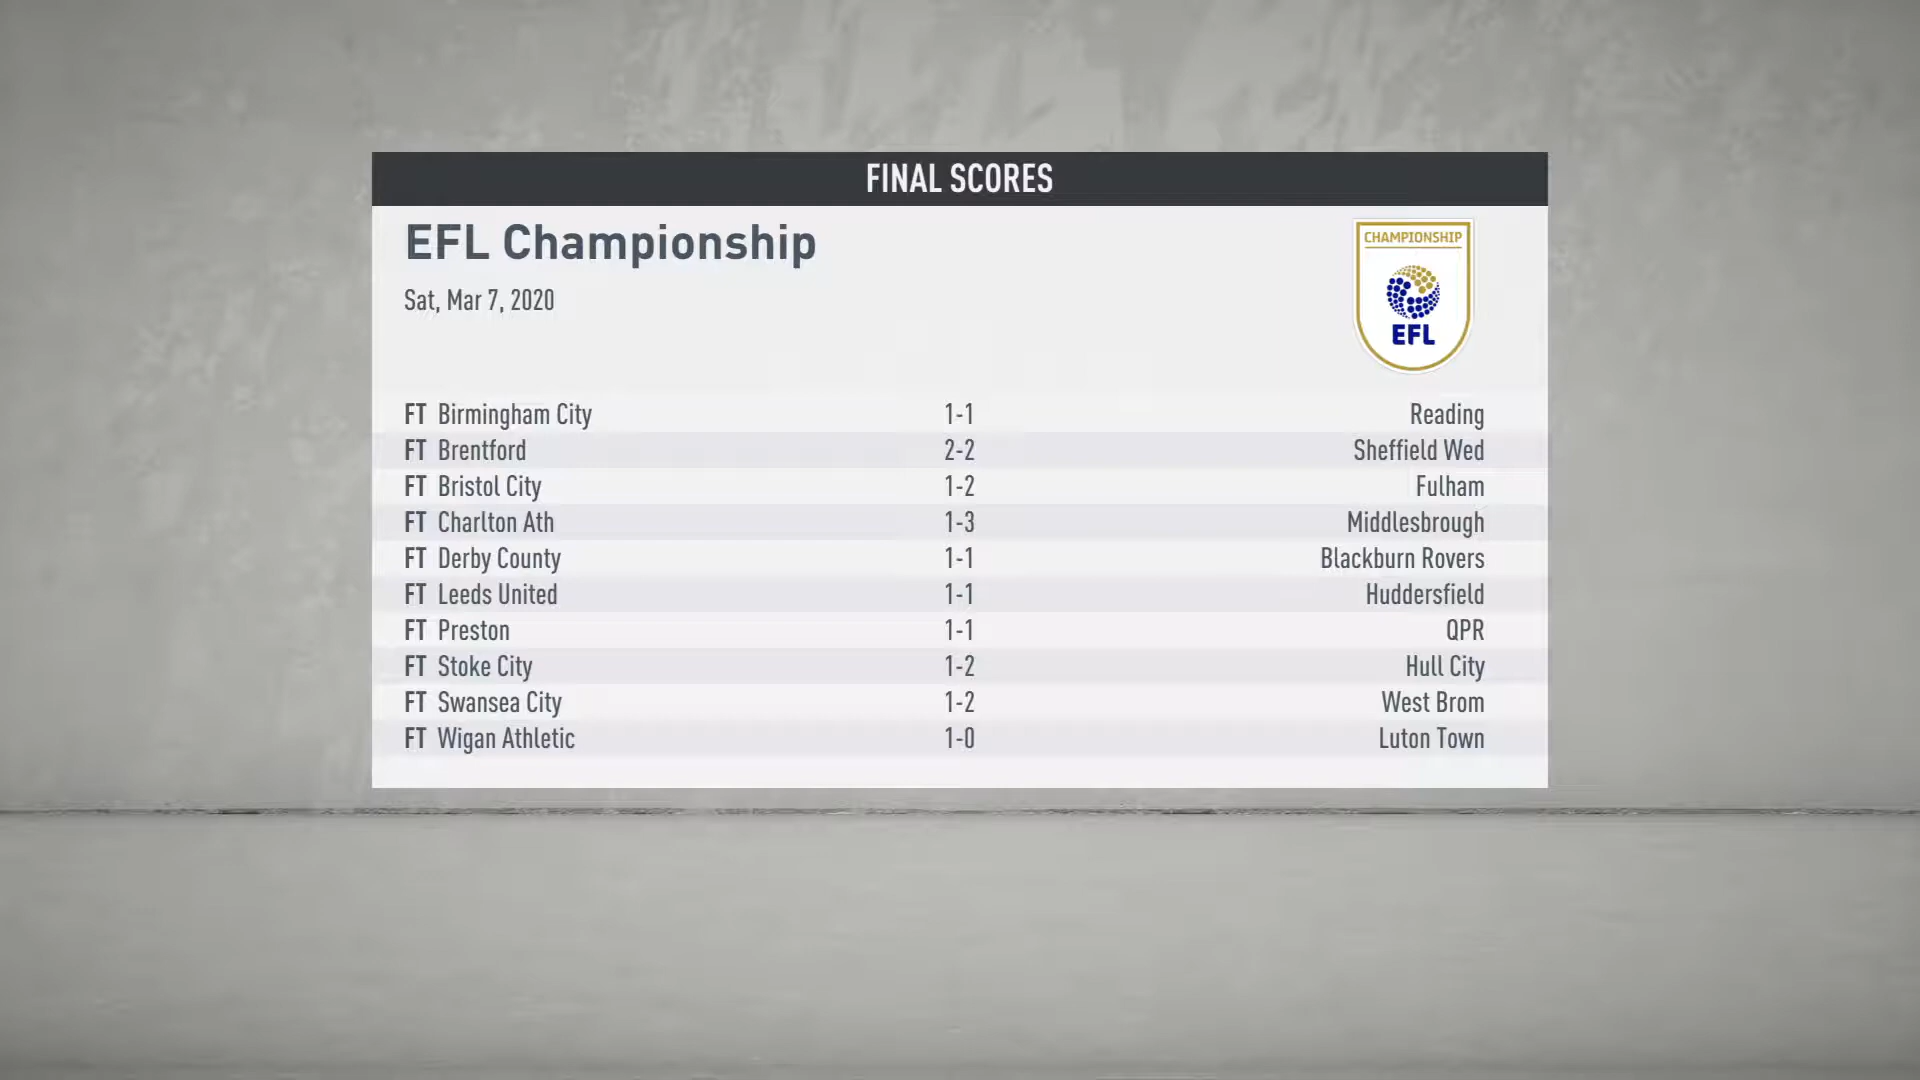 FINAL SCORES
EFL Championship
Sat, Mar 7, 2020
CHAMPIONSHIP
EFL
FT Birmingham City 1-1 Reading
FT Brentford 2-2 Sheffield Wed
FT Bristol City 1-2 Fulham
FT Charlton Ath 1-3 Middlesbrough
FT Derby County 1-1 Blackburn Rovers
FT Leeds United 1-1 Huddersfield
FT Preston 1-1 QPR
FT Stoke City 1-2 Hull City
FT Swansea City 1-2 West Brom
FT Wigan Athletic 1-0 Luton Town